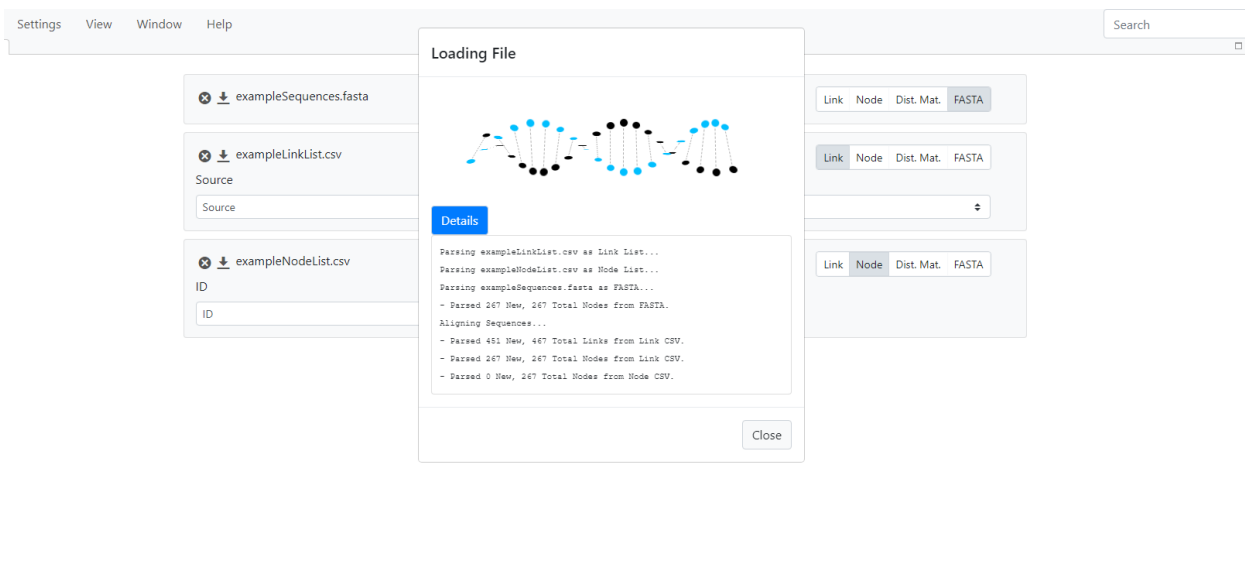 Settings View Window Help Search
Loading File
exampleSequences.fasta Link Node Dist. Mat. FASTA
exampleLinkList.csv Link Node Dist. Mat. FASTA
Source
Source
Details
exampleNodeList.csv Link Node Dist. Mat. FASTA
ID
ID
Parsing exampleLinkList.csv as Link List...
Parsing exampleNodeList.csv as Node List...
Parsing exampleSequences.fasta as FASTA...
- Parsed 267 New, 267 Total Nodes from FASTA.
Aligning Sequences...
- Parsed 451 New, 467 Total Links from Link CSV.
- Parsed 267 New, 267 Total Nodes from Link CSV.
- Parsed 0 New, 267 Total Nodes from Node CSV.
Close